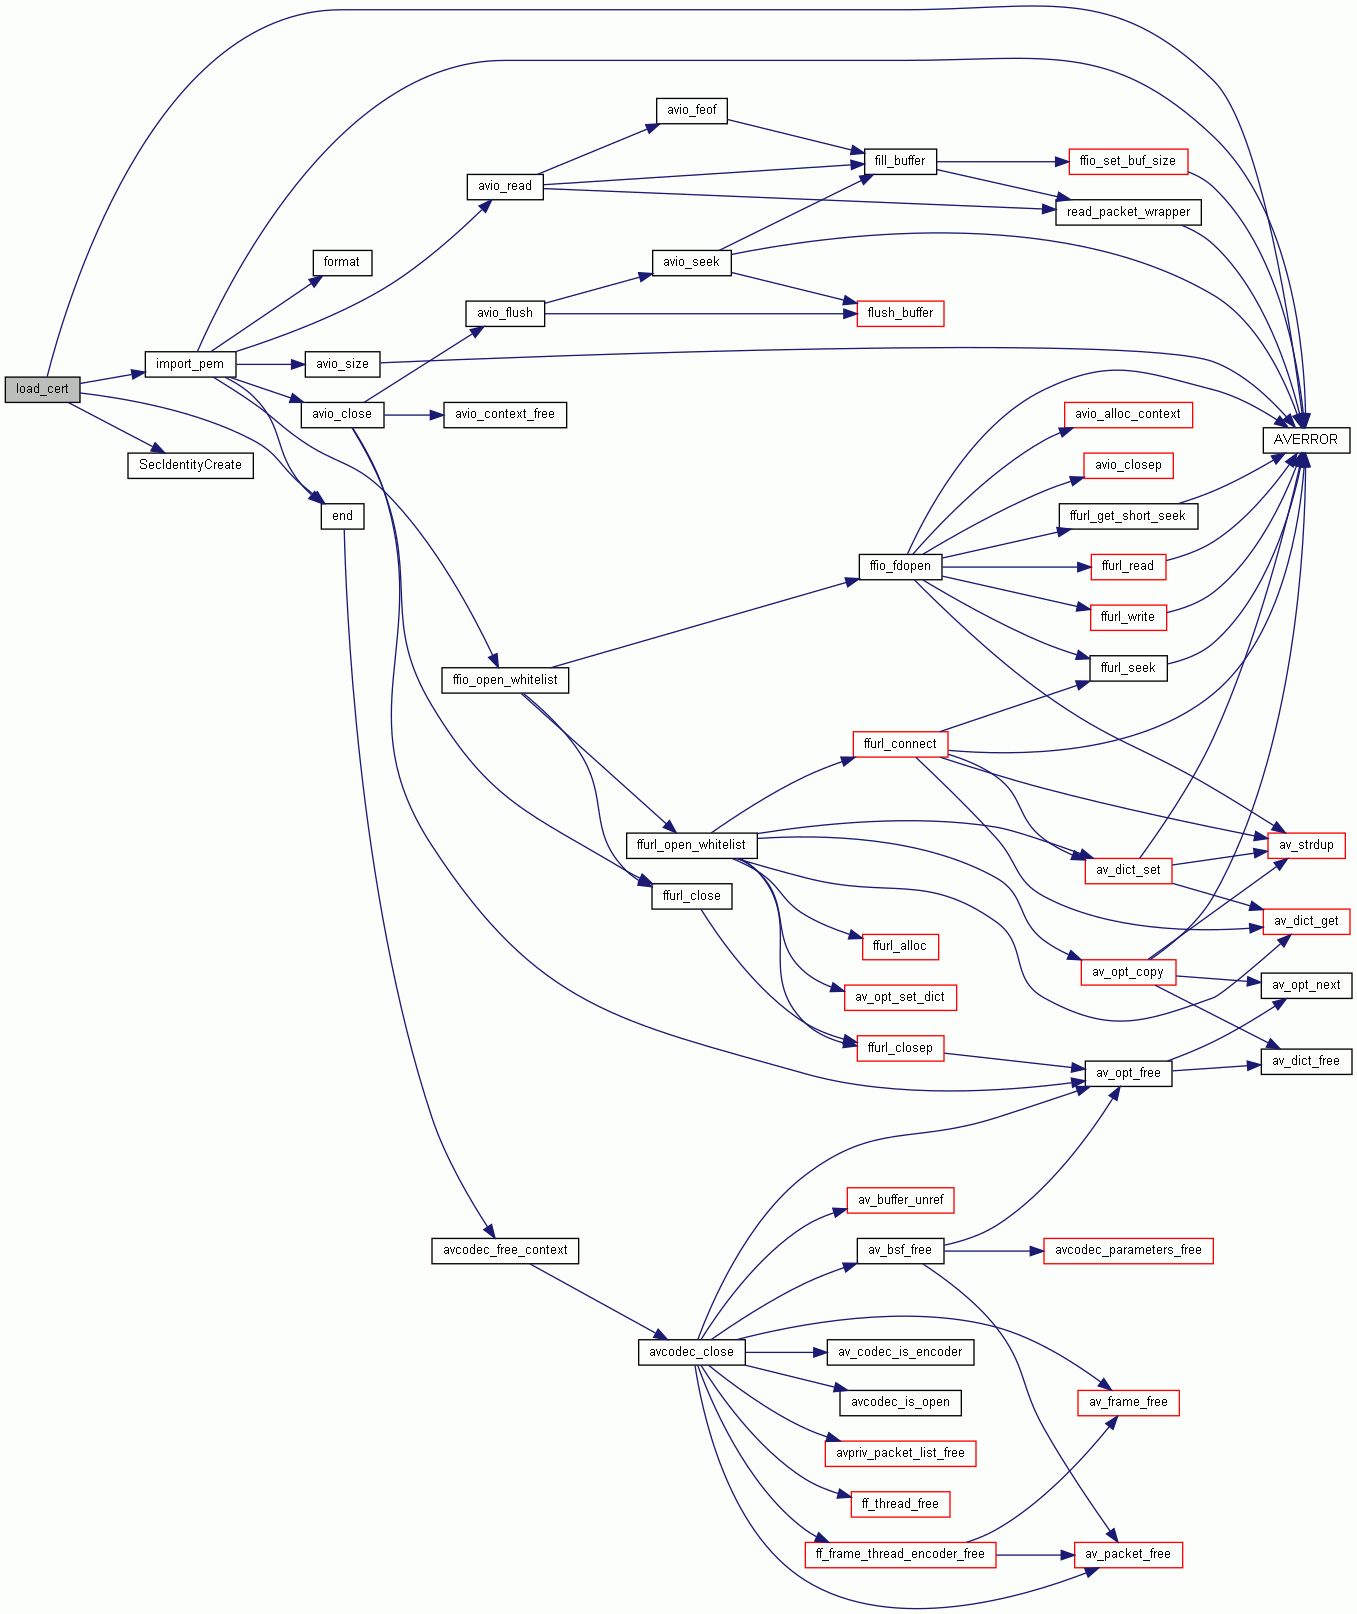 load_cert
import_pem
SecIdentityCreate
end
format
avio_size
avio_close
avio_read
avio_flush
avio_context_free
ffio_open_whitelist
avcodec_free_context
avio_feof
avio_seek
ffurl_open_whitelist
ffurl_close
avcodec_close
fill_buffer
flush_buffer
ffio_fdopen
ffurl_connect
ffurl_alloc
av_opt_set_dict
ffurl_closep
av_buffer_unref
av_bsf_free
av_codec_is_encoder
avcodec_is_open
avpriv_packet_list_free
ff_thread_free
ff_frame_thread_encoder_free
ffio_set_buf_size
read_packet_wrapper
avio_alloc_context
avio_closep
ffurl_get_short_seek
ffurl_read
ffurl_write
ffurl_seek
av_dict_set
av_opt_copy
av_opt_free
avcodec_parameters_free
av_frame_free
av_packet_free
AVERROR
av_strdup
av_dict_get
av_opt_next
av_dict_free